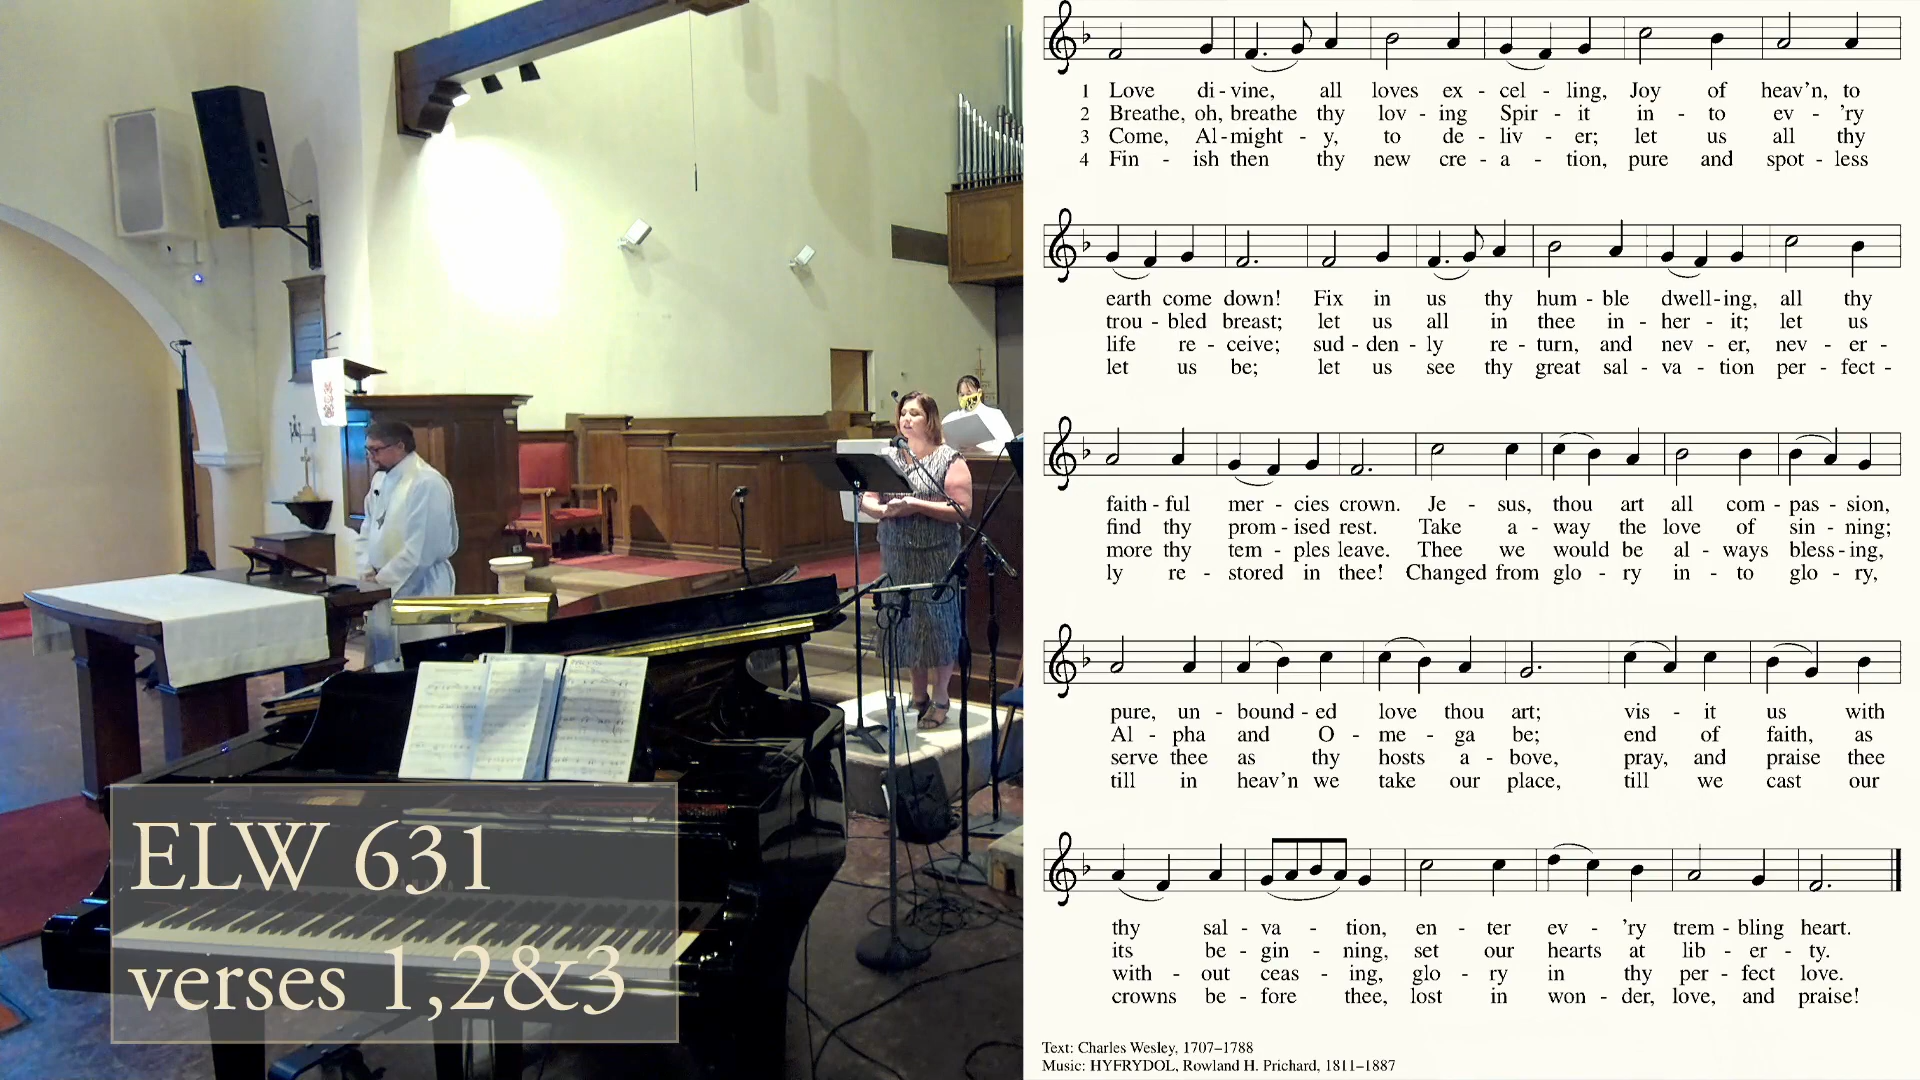 ELW 631
verses 1,2&3
1 Love di - vine, all loves ex - cel - ling, Joy of heav'n, to
2 Breathe, oh, breathe thy lov - ing Spir - it in - to ev - 'ry
3 Come, Al - might - y, to de - liv - er; let us all thy
4 Fin - ish then thy new cre - a - tion, pure and spot - less
earth come down! Fix in us thy hum - ble dwell - ing, all thy
trou - bled breast; let us all in thee in - her - it; let us
life re - ceive; sud - den - ly re - turn, and nev - er, nev - er -
let us be; let us see thy great sal - va - tion per - fect -
faith - ful mer - cies crown. Je - sus, thou art all com - pas - sion,
find thy prom - ised rest. Take a - way the love of sin - ning;
more thy tem - ples leave. Thee we would be al - ways bless - ing,
ly re - stored in thee! Changed from glo - ry in - to glo - ry,
pure, un - bound - ed love thou art; vis - it us with
Al - pha and O - me - ga be; end of faith, as
serve thee as thy hosts a - bove, pray, and praise thee
till in heav'n we take our place, till we cast our
thy sal - va - tion, en - ter ev - 'ry trem - bling heart.
its be - gin - ning, set our hearts at lib - er - ty.
with - out ceas - ing, glo - ry in thy per - fect love.
crowns be - fore thee, lost in won - der, love, and praise!
Text: Charles Wesley, 1707–1788
Music: HYFRYDOL, Rowland H. Prichard, 1811–1887